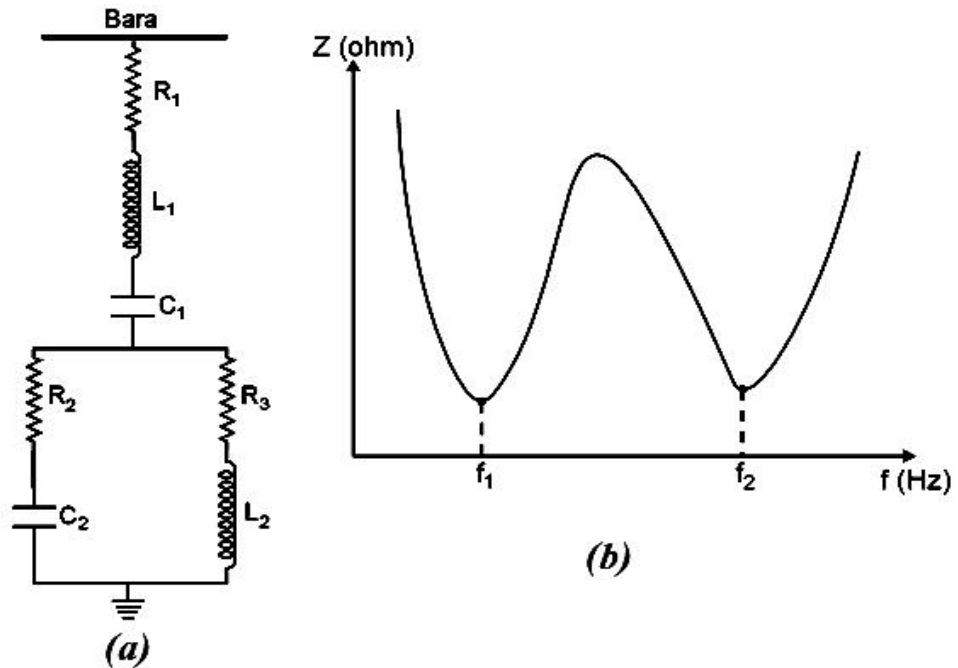 Bara
R₁
L₁
C₁
R₂
R₃
C₂
L₂
(a)
Z (ohm)
f₁
f₂
f (Hz)
(b)